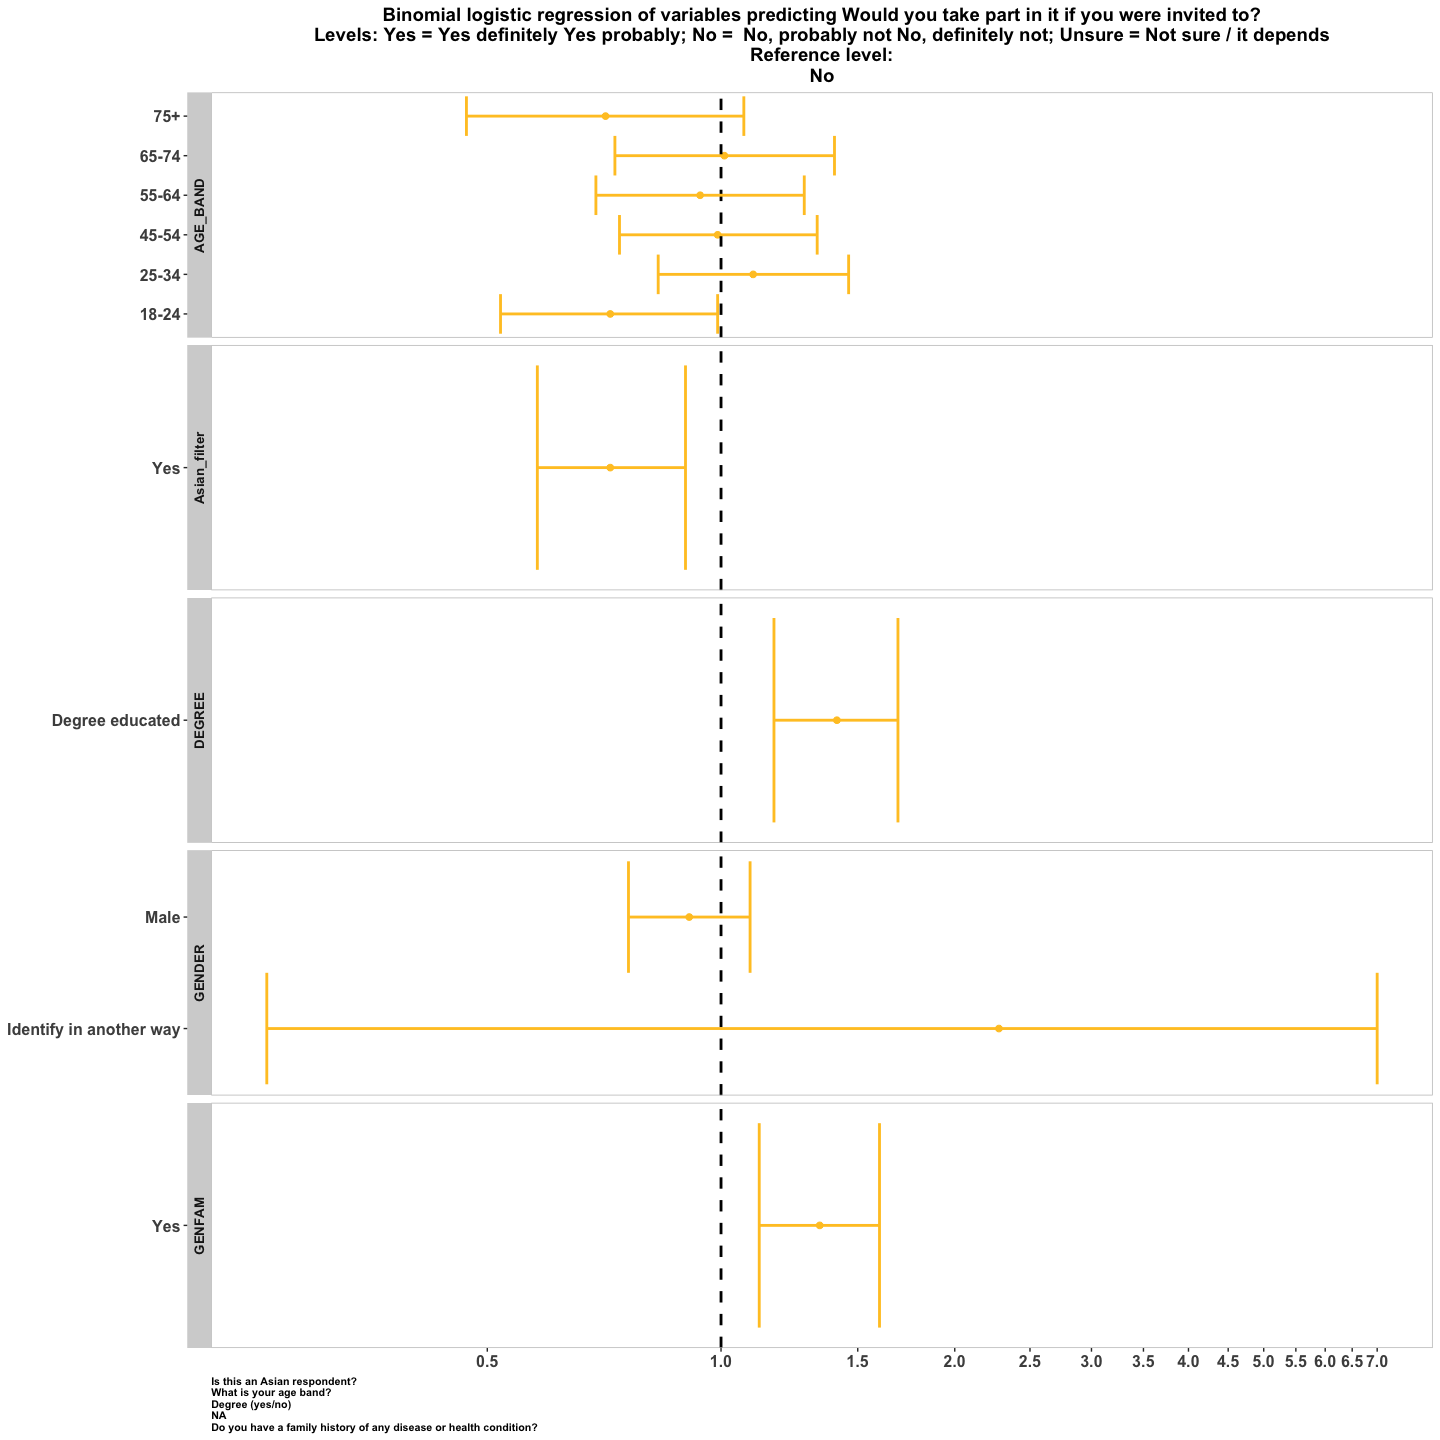 Binomial logistic regression of variables predicting Would you take part in it if you were invited to?
Levels: Yes = Yes definitely Yes probably; No =  No, probably not No, definitely not; Unsure = Not sure / it depends
Reference level:
No
AGE_BAND
75+
65-74
55-64
45-54
25-34
18-24
Asian_filter
Yes
DEGREE
Degree educated
GENDER
Male
Identify in another way
GENFAM
Yes
0.5 1.0 1.5 2.0 2.5 3.0 3.5 4.0 4.5 5.0 5.5 6.0 6.5 7.0
Is this an Asian respondent?
What is your age band?
Degree (yes/no)
NA
Do you have a family history of any disease or health condition?